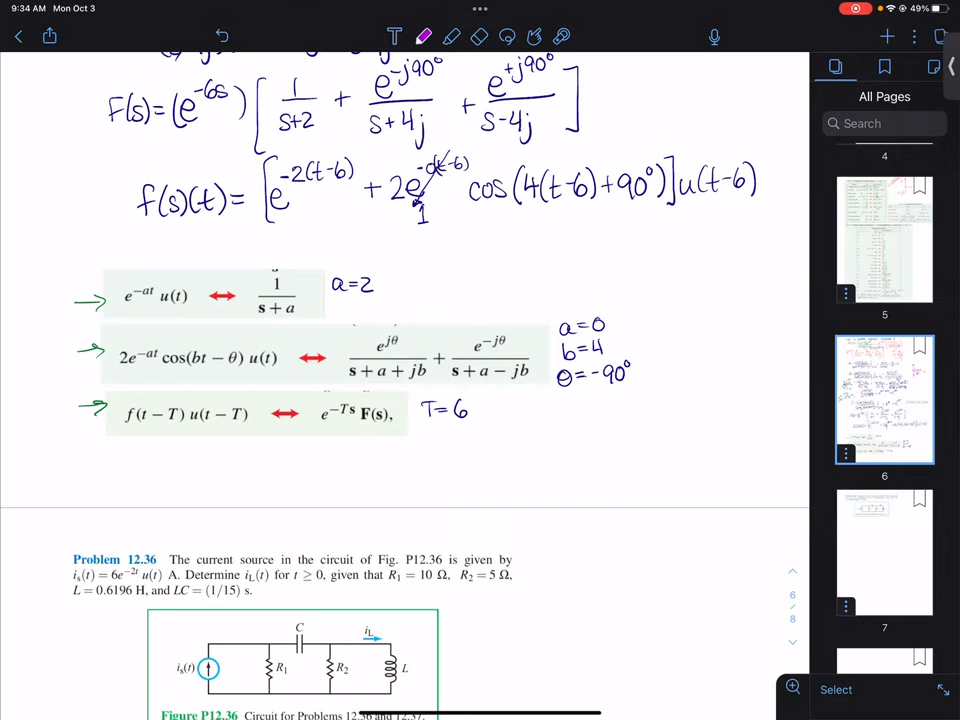 9:34 AM Mon Oct 3
49%
F(s)=(e^{-6s}) [ 1/(s+2) + e^{-j90°}/(s+4j) + e^{+j90°}/(s-4j) ]
f(s)(t) = [e^{-2(t-6)} + 2e^{-0(t-6)} cos(4(t-6)+90°)]u(t-6)
1
e^{-at} u(t) ↔ 1/(s + a) a=2
2e^{-at} cos(bt − θ) u(t) ↔ e^{jθ}/(s + a + jb) + e^{-jθ}/(s + a − jb)
a=0
b=4
θ=-90°
f(t − T) u(t − T) ↔ e^{-Ts} F(s), T=6
Problem 12.36 The current source in the circuit of Fig. P12.36 is given by
i_s(t) = 6e^{-2t} u(t) A. Determine i_L(t) for t ≥ 0, given that R_1 = 10 Ω, R_2 = 5 Ω,
L = 0.6196 H, and LC = (1/15) s.
C
i_L
i_s(t)
R_1
R_2
L
Figure P12.36 Circuit for Problems 12.36 and 12.37.
All Pages
Search
4
5
6
7
6
/
8
Select